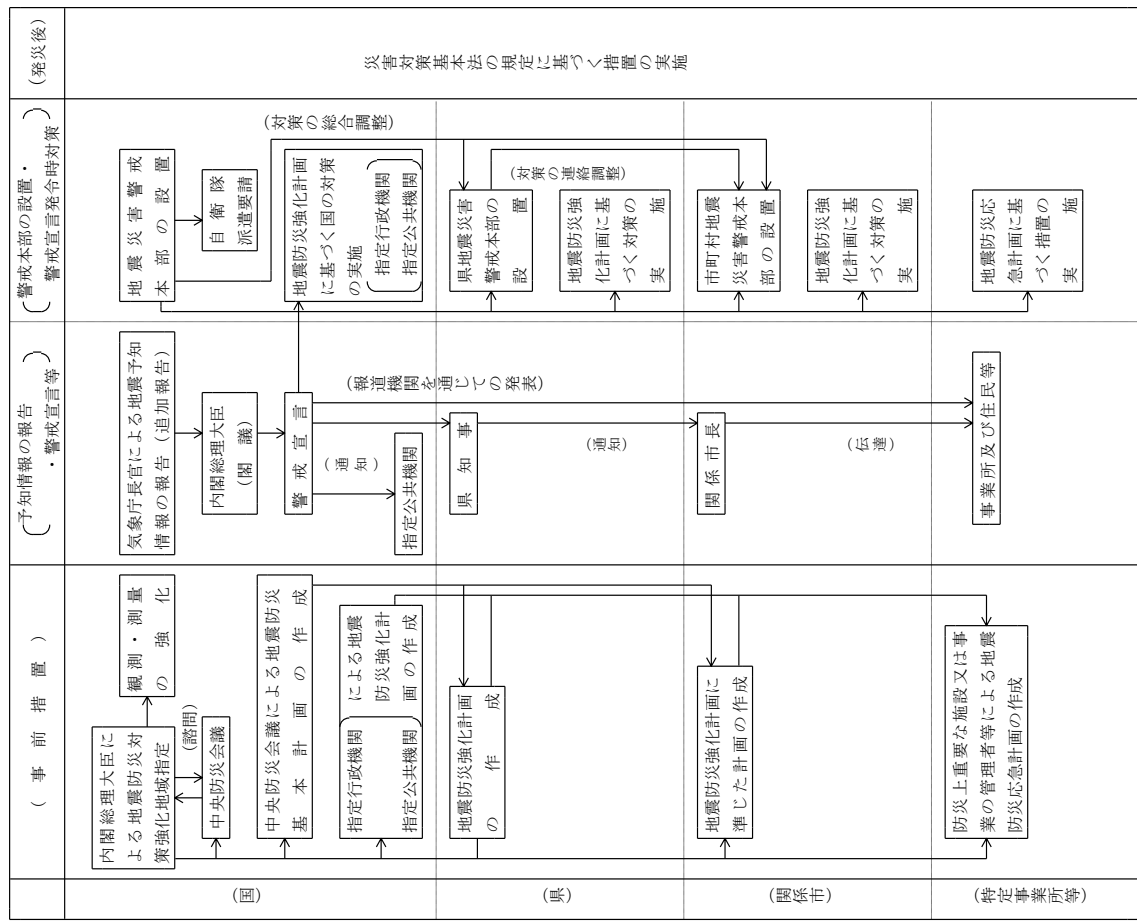 （事前措置）
予知情報の報告
・警戒宣言等
警戒本部の設置・
警戒宣言発令時対策
（発災後）
（国）
内閣総理大臣に
よる地震防災対
策強化地域指定
観測・測量
の強化
（諮問）
中央防災会議
中央防災会議による地震防災
基本計画の作成
指定行政機関
指定公共機関
による地震
防災強化計
画の作成
気象庁長官による地震予知
情報の報告（追加報告）
内閣総理大臣
（閣議）
警戒宣言
（通知）
指定公共機関
（報道機関を通じての発表）
地震災害警戒
本部の設置
自衛隊
派遣要請
（対策の総合調整）
地震防災強化計画
に基づく国の対策
の実施
指定行政機関
指定公共機関
災害対策基本法の規定に基づく措置の実施
（県）
地震防災強化計画
の作成
県知事
（通知）
県地震災害
警戒本部の
設置
（対策の連絡調整）
地震防災強
化計画に基
づく対策の
実施
（関係市）
地震防災強化計画に
準じた計画の作成
関係市長
（伝達）
市町村地震
災害警戒本
部の設置
地震防災強
化計画に基
づく対策の
実施
（特定事業所等）
防災上重要な施設又は事
業の管理者等による地震
防災応急計画の作成
事業所及び住民等
地震防災応
急計画に基
づく措置の
実施